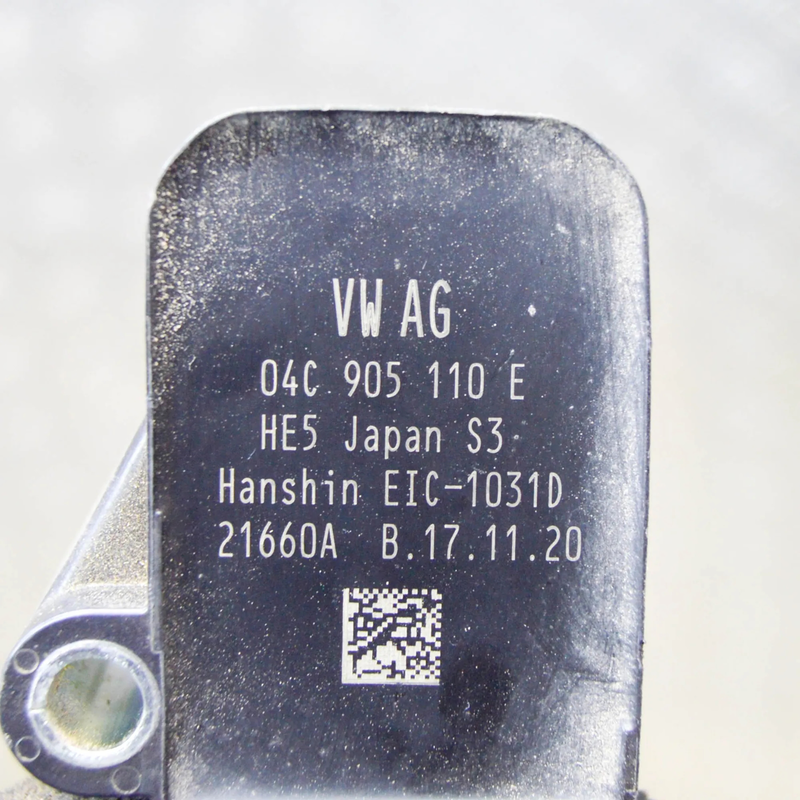 VW AG
04C 905 110 E
HE5 Japan S3
Hanshin EIC-1031D
21660A B.17.11.20